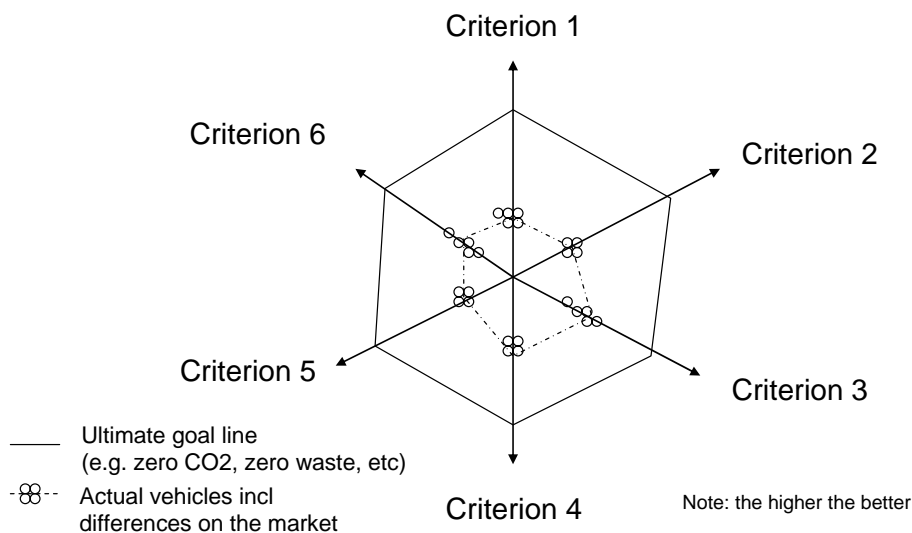 Criterion 1
Criterion 6
Criterion 2
Criterion 5
Criterion 3
Ultimate goal line
(e.g. zero CO2, zero waste, etc)
Actual vehicles incl
differences on the market
Criterion 4
Note: the higher the better